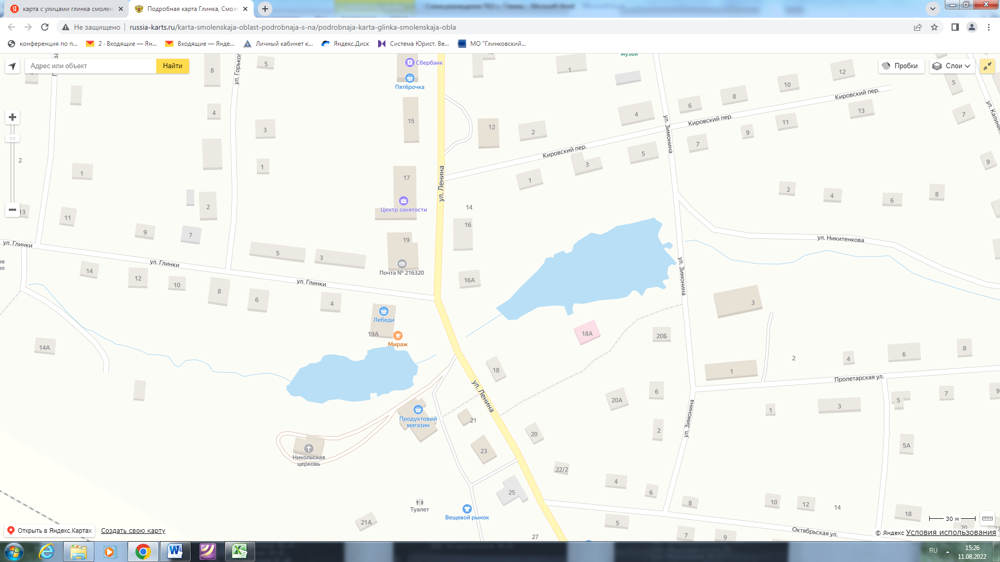 карта с улицами глинка смолен
Подробная карта Глинка, Смоле
Не защищено
russia-karts.ru/karta-smolenskaja-oblast-podrobnaja-s-na/podrobnaja-karta-glinka-smolenskaja-obla
конференция по п...
2 · Входящие — Ян...
Входящие — Янде...
Личный кабинет к...
Яндекс.Диск
Система Юрист. Ве...
МО "Глинковский...
Адрес или объект
Найти
Пробки
Слои
музей
Сбербанк
Пятёрочка
ул. Горького
8
5
1
12
5
10
8
6
4
13
7
Кировский пер.
ул. Калинина
4
3
15
12
2
11
9
7
Кировский пер.
ул. Зимонина
5
Кировский пер.
3
1
9
2
1
1
17
ул. Ленина
Центр занятости
2
4
6
8
13
11
2
14
16
9
7
19
ул. Глинки
5
3
ул. Никитенкова
Почта № 216320
ул. Глинки
14
12
10
8
6
4
ул. Глинки
16А
ул. Зимонина
3
Лебеди
19А
Мираж
18А
20Б
14А
18
2
4
6
8
1
Пролетарская ул.
ул. Ленина
6
20А
5
7
9
1
3
Продуктовый
магазин
21
20
2
ул. Зимонина
5А
23
Никольская
церковь
22/2
4
6
25
8
10
12
14
18
Туалет
Вещевой рынок
21А
5
7
9
27
20
22
Октябрьская ул.
30 м
Открыть в Яндекс.Картах
Создать свою карту
© Яндекс Условия использования
RU
15:26
11.08.2022